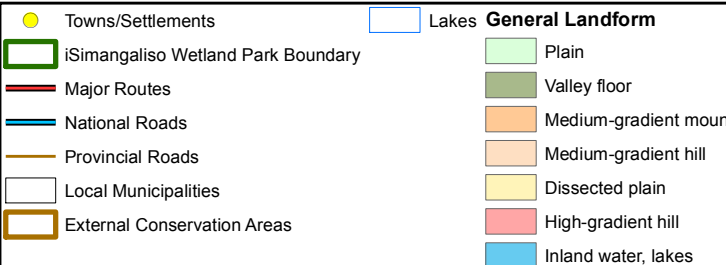 Towns/Settlements
iSimangaliso Wetland Park Boundary
Major Routes
National Roads
Provincial Roads
Local Municipalities
External Conservation Areas
Lakes
General Landform
Plain
Valley floor
Medium-gradient moun
Medium-gradient hill
Dissected plain
High-gradient hill
Inland water, lakes